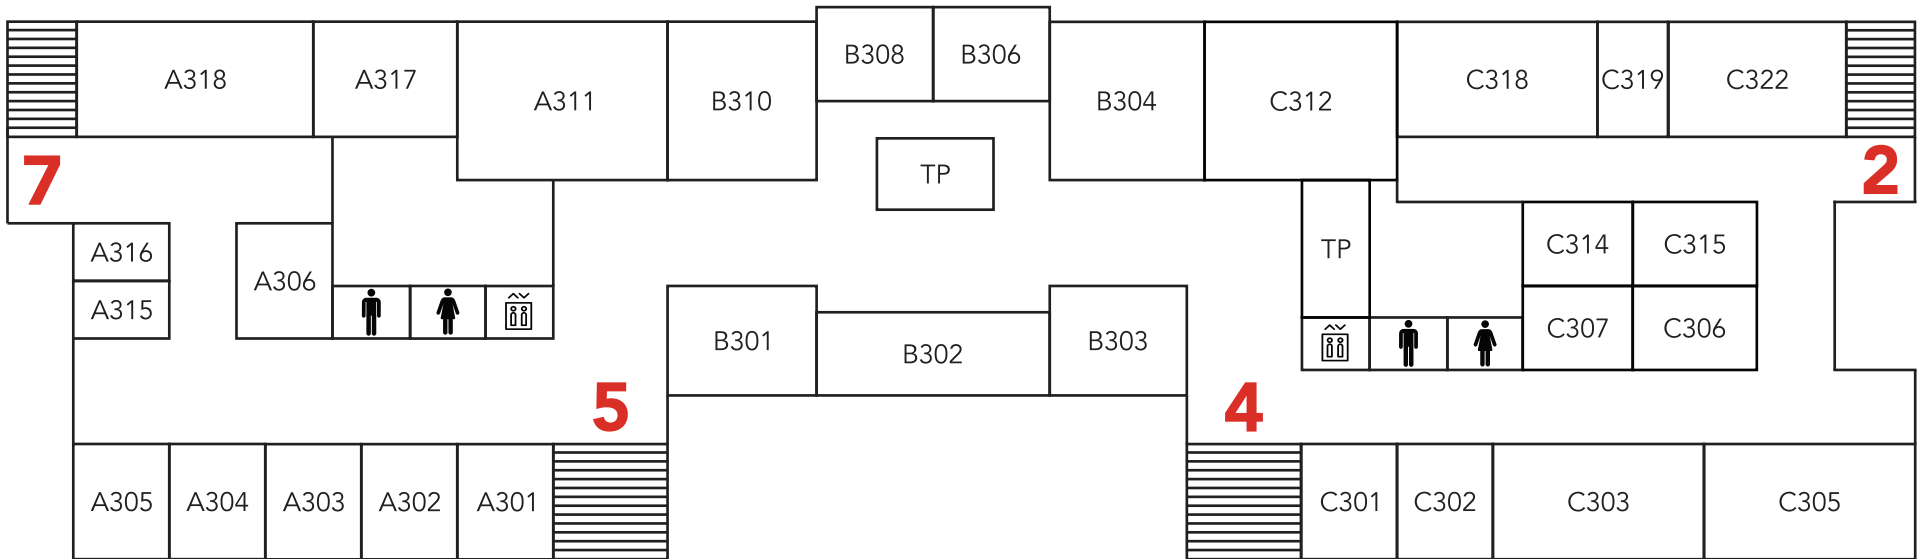 B308 B306
A318 A317 C318 C319 C322
A311 B310 B304 C312
7 TP 2
A316 TP C314 C315
A306
A315 C307 C306
B301 B302 B303
5 4
A305 A304 A303 A302 A301 C301 C302 C303 C305